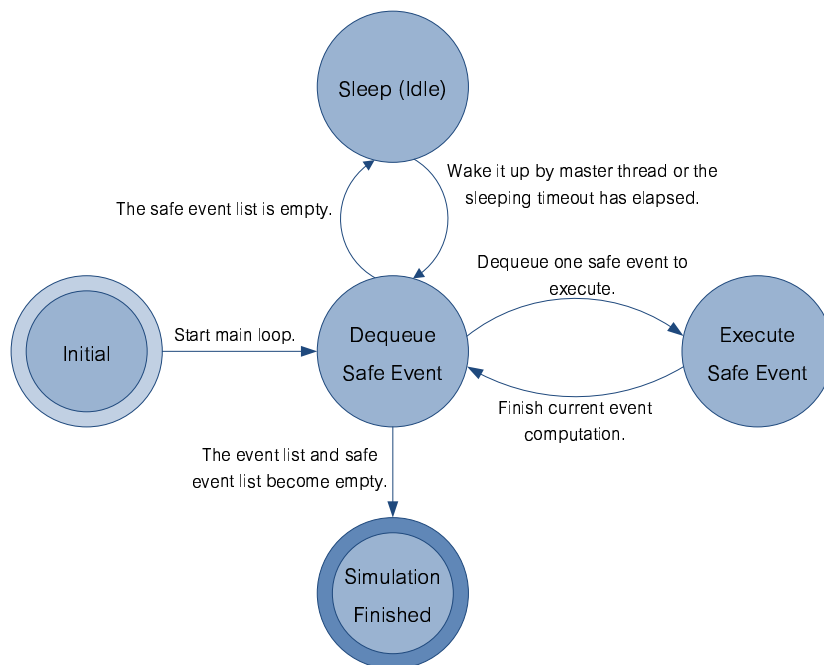 Sleep (Idle)
Wake it up by master thread or the
sleeping timeout has elapsed.
The safe event list is empty.
Dequeue one safe event to
execute.
Initial
Start main loop.
Dequeue
Safe Event
Execute
Safe Event
Finish current event
computation.
The event list and safe
event list become empty.
Simulation
Finished